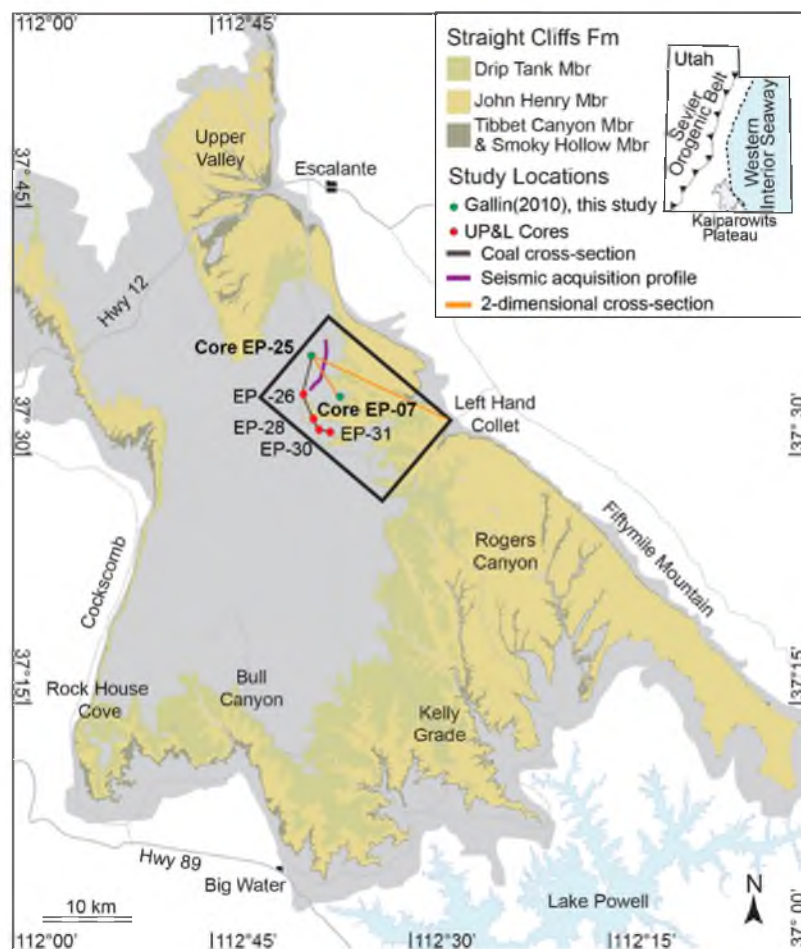 112°00'
112°45'
Straight Cliffs Fm
Drip Tank Mbr
John Henry Mbr
Tibbet Canyon Mbr
& Smoky Hollow Mbr
Study Locations
Gallin(2010), this study
UP&L Cores
Coal cross-section
Seismic acquisition profile
2-dimensional cross-section
Utah
Sevier
Orogenic Belt
Western
Interior Seaway
Kaiparowits
Plateau
Upper
Valley
Escalante
37°45'
Hwy 12
Core EP-25
EP -26
Core EP-07
EP-28
EP-30
EP-31
Left Hand
Collet
37°30'
37°30'
Rogers
Canyon
Fiftymile Mountain
Cockscomb
37°15'
37°15'
Rock House
Cove
Bull
Canyon
Kelly
Grade
Hwy 89
Big Water
Lake Powell
N
10 km
37°00'
112°00'
112°45'
112°30'
112°15'